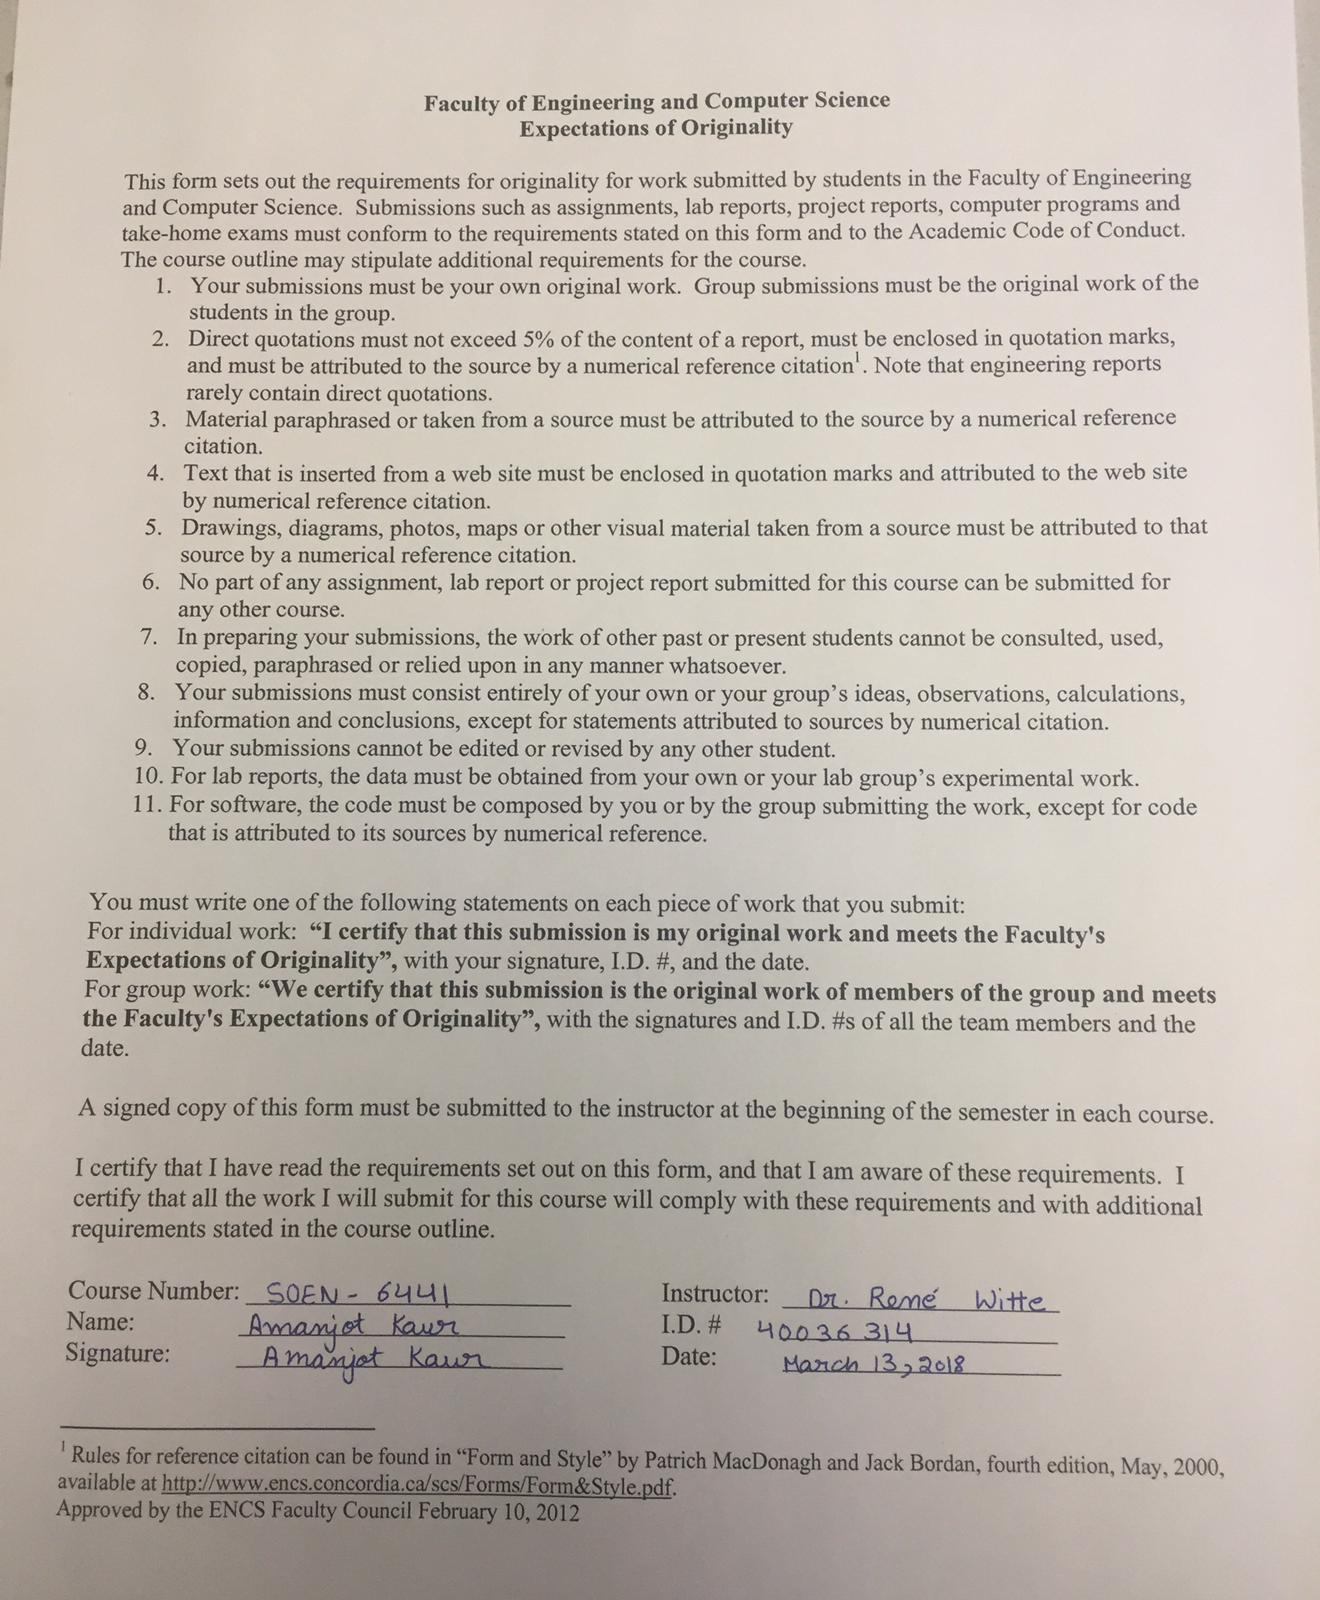 Faculty of Engineering and Computer Science
Expectations of Originality
This form sets out the requirements for originality for work submitted by students in the Faculty of Engineering
and Computer Science. Submissions such as assignments, lab reports, project reports, computer programs and
take-home exams must conform to the requirements stated on this form and to the Academic Code of Conduct.
The course outline may stipulate additional requirements for the course.
1. Your submissions must be your own original work. Group submissions must be the original work of the
students in the group.
2. Direct quotations must not exceed 5% of the content of a report, must be enclosed in quotation marks,
and must be attributed to the source by a numerical reference citation¹. Note that engineering reports
rarely contain direct quotations.
3. Material paraphrased or taken from a source must be attributed to the source by a numerical reference
citation.
4. Text that is inserted from a web site must be enclosed in quotation marks and attributed to the web site
by numerical reference citation.
5. Drawings, diagrams, photos, maps or other visual material taken from a source must be attributed to that
source by a numerical reference citation.
6. No part of any assignment, lab report or project report submitted for this course can be submitted for
any other course.
7. In preparing your submissions, the work of other past or present students cannot be consulted, used,
copied, paraphrased or relied upon in any manner whatsoever.
8. Your submissions must consist entirely of your own or your group’s ideas, observations, calculations,
information and conclusions, except for statements attributed to sources by numerical citation.
9. Your submissions cannot be edited or revised by any other student.
10. For lab reports, the data must be obtained from your own or your lab group’s experimental work.
11. For software, the code must be composed by you or by the group submitting the work, except for code
that is attributed to its sources by numerical reference.
You must write one of the following statements on each piece of work that you submit:
For individual work: “I certify that this submission is my original work and meets the Faculty's
Expectations of Originality”, with your signature, I.D. #, and the date.
For group work: “We certify that this submission is the original work of members of the group and meets
the Faculty's Expectations of Originality”, with the signatures and I.D. #s of all the team members and the
date.
A signed copy of this form must be submitted to the instructor at the beginning of the semester in each course.
I certify that I have read the requirements set out on this form, and that I am aware of these requirements. I
certify that all the work I will submit for this course will comply with these requirements and with additional
requirements stated in the course outline.
Course Number: SOEN - 6441 Instructor: Dr. René Witte
Name: Amanjot Kaur I.D. # 40036314
Signature: Amanjot Kaur Date: March 13, 2018
¹ Rules for reference citation can be found in “Form and Style” by Patrich MacDonagh and Jack Bordan, fourth edition, May, 2000,
available at http://www.encs.concordia.ca/scs/Forms/Form&Style.pdf.
Approved by the ENCS Faculty Council February 10, 2012